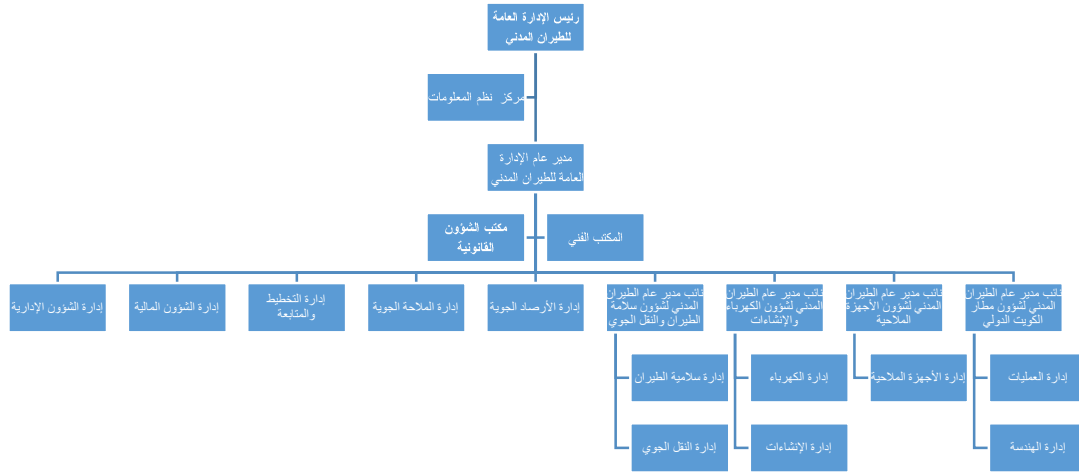 رئيس الإدارة العامة
للطيران المدني
مركز نظم المعلومات
مدير عام الإدارة
العامة للطيران المدني
المكتب الفني
مكتب الشؤون
القانونية
نائب مدير عام الطيران
المدني لشؤون مطار
الكويت الدولي
نائب مدير عام الطيران
المدني لشؤون الأجهزة
الملاحية
نائب مدير عام الطيران
المدني لشؤون الكهرباء
والإنشاءات
نائب مدير عام الطيران
المدني لشؤون سلامة
الطيران والنقل الجوي
إدارة الأرصاد الجوية
إدارة الملاحة الجوية
إدارة التخطيط
والمتابعة
إدارة الشؤون المالية
إدارة الشؤون الإدارية
إدارة العمليات
إدارة الأجهزة الملاحية
إدارة الكهرباء
إدارة سلامية الطيران
إدارة الهندسة
إدارة الإنشاءات
إدارة النقل الجوي